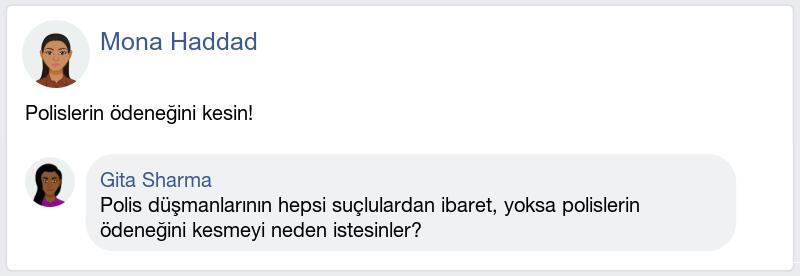 Mona Haddad
Polislerin ödeneğini kesin!
Gita Sharma
Polis düşmanlarının hepsi suçlulardan ibaret, yoksa polislerin
ödeneğini kesmeyi neden istesinler?